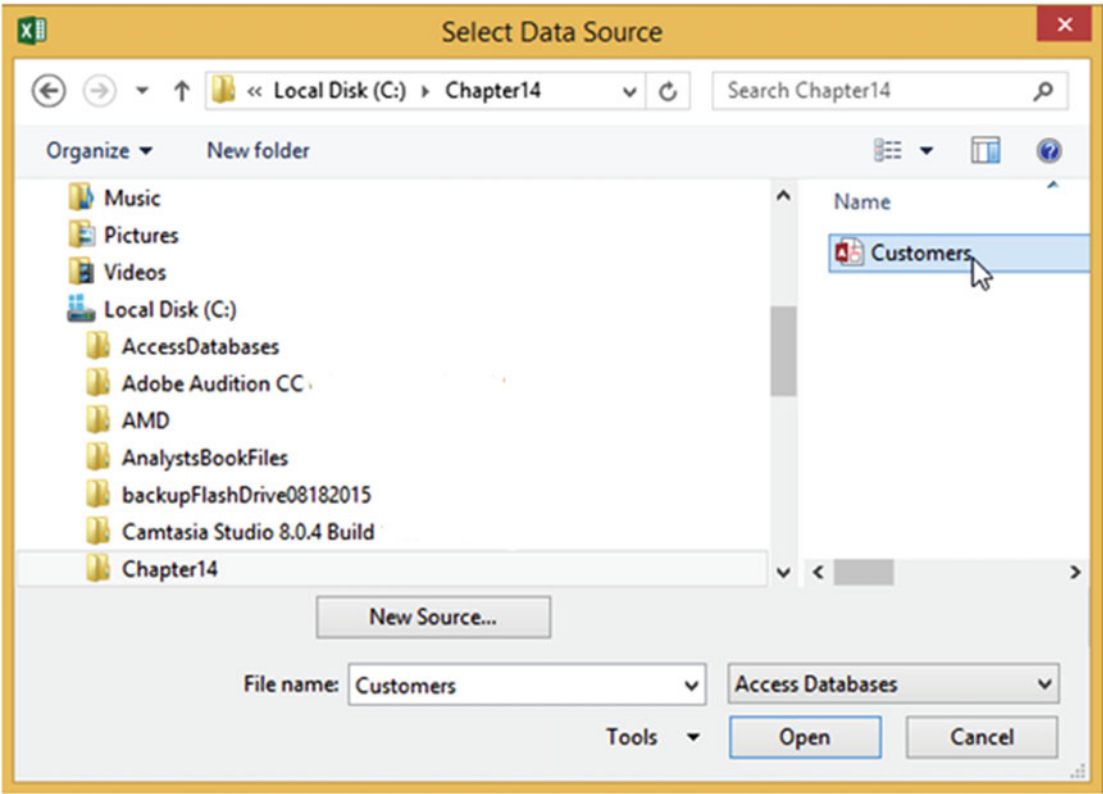 Select Data Source
« Local Disk (C:) Chapter14
Search Chapter14
Organize
New folder
Music
Pictures
Videos
Local Disk (C:)
AccessDatabases
Adobe Audition CC
AMD
AnalystsBookFiles
backupFlashDrive08182015
Camtasia Studio 8.0.4 Build
Chapter14
Name
Customers
New Source...
File name: Customers
Access Databases
Tools
Open
Cancel